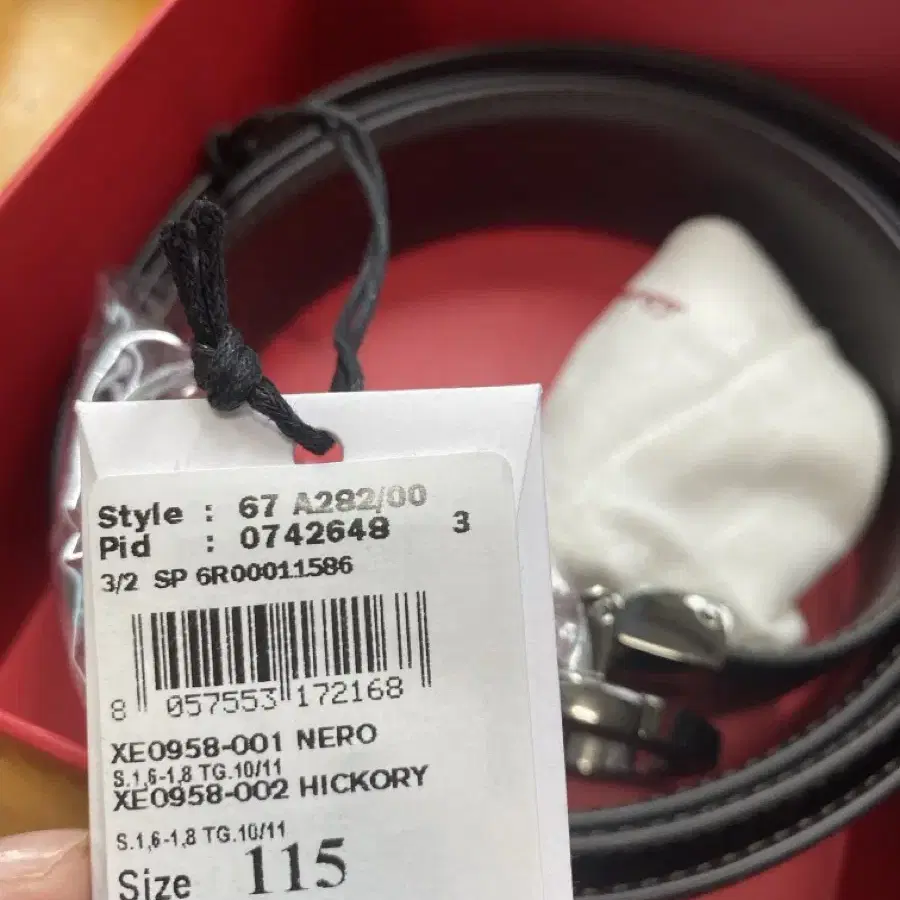 Style : 67 A282/00
Pid : 0742648 3
3/2 SP 6R00011586
8 057553 172168
XE0958-001 NERO
S.1,6-1,8 TG.10/11
XE0958-002 HICKORY
S.1,6-1,8 TG.10/11
Size 115